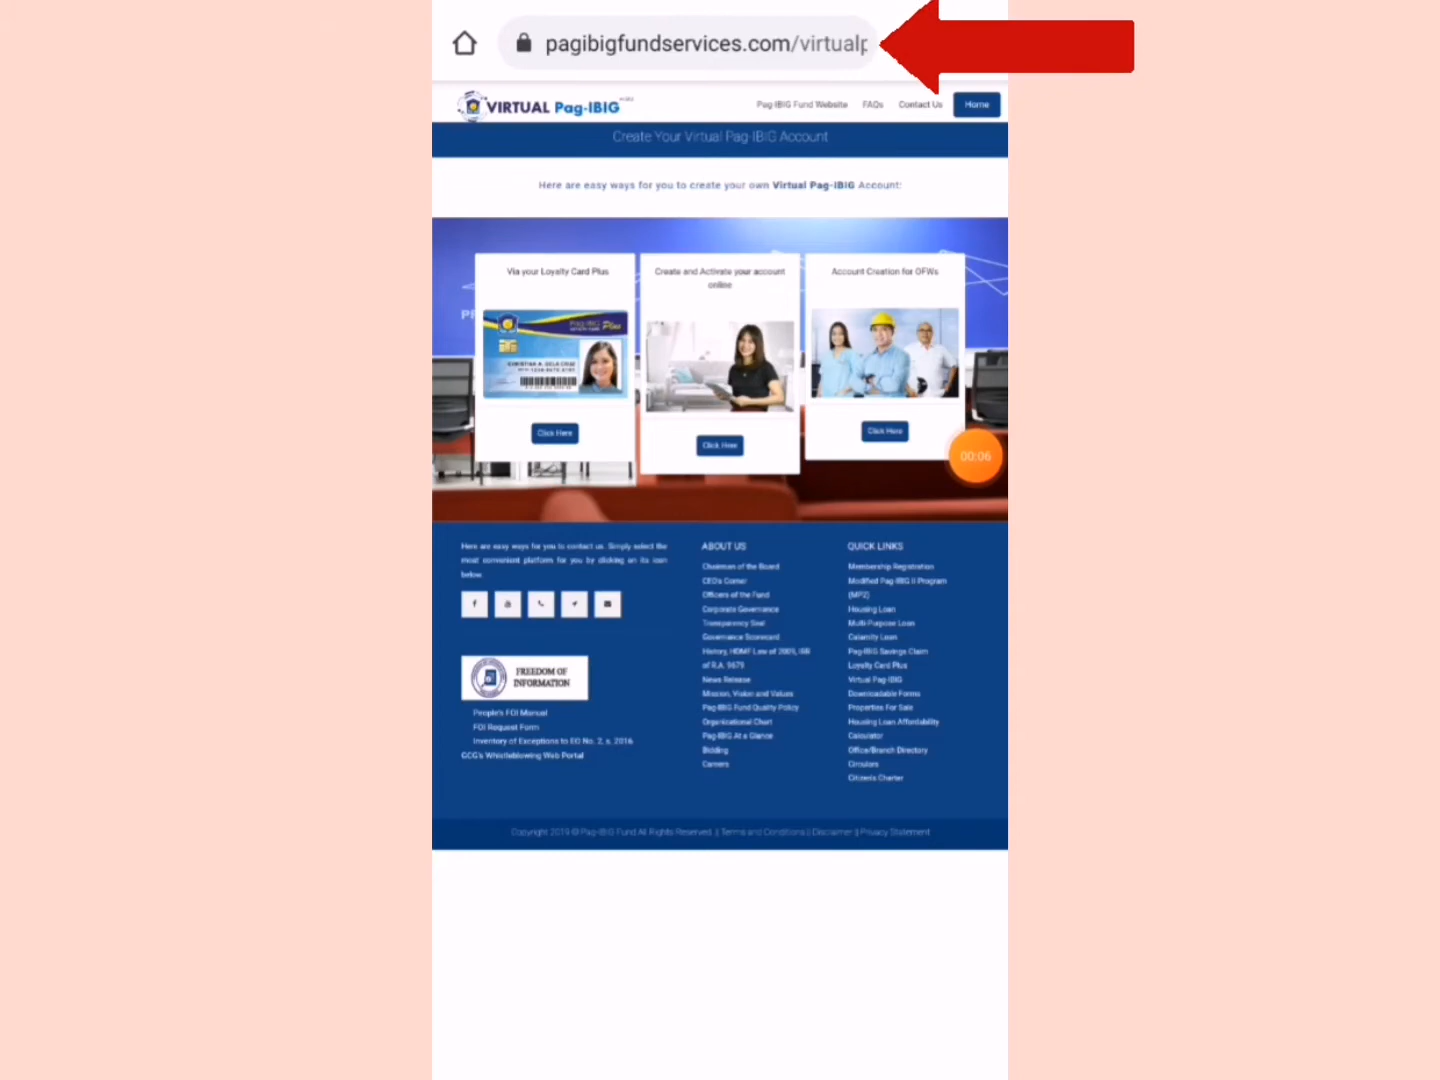 pagibigfundservices.com/virtualp
VIRTUAL Pag-IBIG
Pag-IBIG Fund Website FAQs Contact Us Home
Create Your Virtual Pag-IBIG Account
Here are easy ways for you to create your own Virtual Pag-IBIG Account:
Via your Loyalty Card Plus
Click Here
Create and Activate your account
online
Click Here
Account Creation for OFWs
Click Here
00:06
Here are easy ways for you to contact us. Simply select the
most convenient platform for you by clicking on its icon
below.
FREEDOM OF
INFORMATION
People's FOI Manual
FOI Request Form
Inventory of Exceptions to EO No. 2, s. 2016
GCG's Whistleblowing Web Portal
ABOUT US
Chairman of the Board
CEO's Corner
Officers of the Fund
Corporate Governance
Transparency Seal
Governance Scorecard
History, HDMF Law of 2009, IRR
of R.A. 9679
News Release
Mission, Vision and Values
Pag-IBIG Fund Quality Policy
Organizational Chart
Pag-IBIG At a Glance
Bidding
Careers
QUICK LINKS
Membership Registration
Modified Pag-IBIG II Program
(MP2)
Housing Loan
Multi-Purpose Loan
Calamity Loan
Pag-IBIG Savings Claim
Loyalty Card Plus
Virtual Pag-IBIG
Downloadable Forms
Properties For Sale
Housing Loan Affordability
Calculator
Office/Branch Directory
Circulars
Citizen's Charter
Copyright 2019 © Pag-IBIG Fund All Rights Reserved. || Terms and Conditions || Disclaimer || Privacy Statement